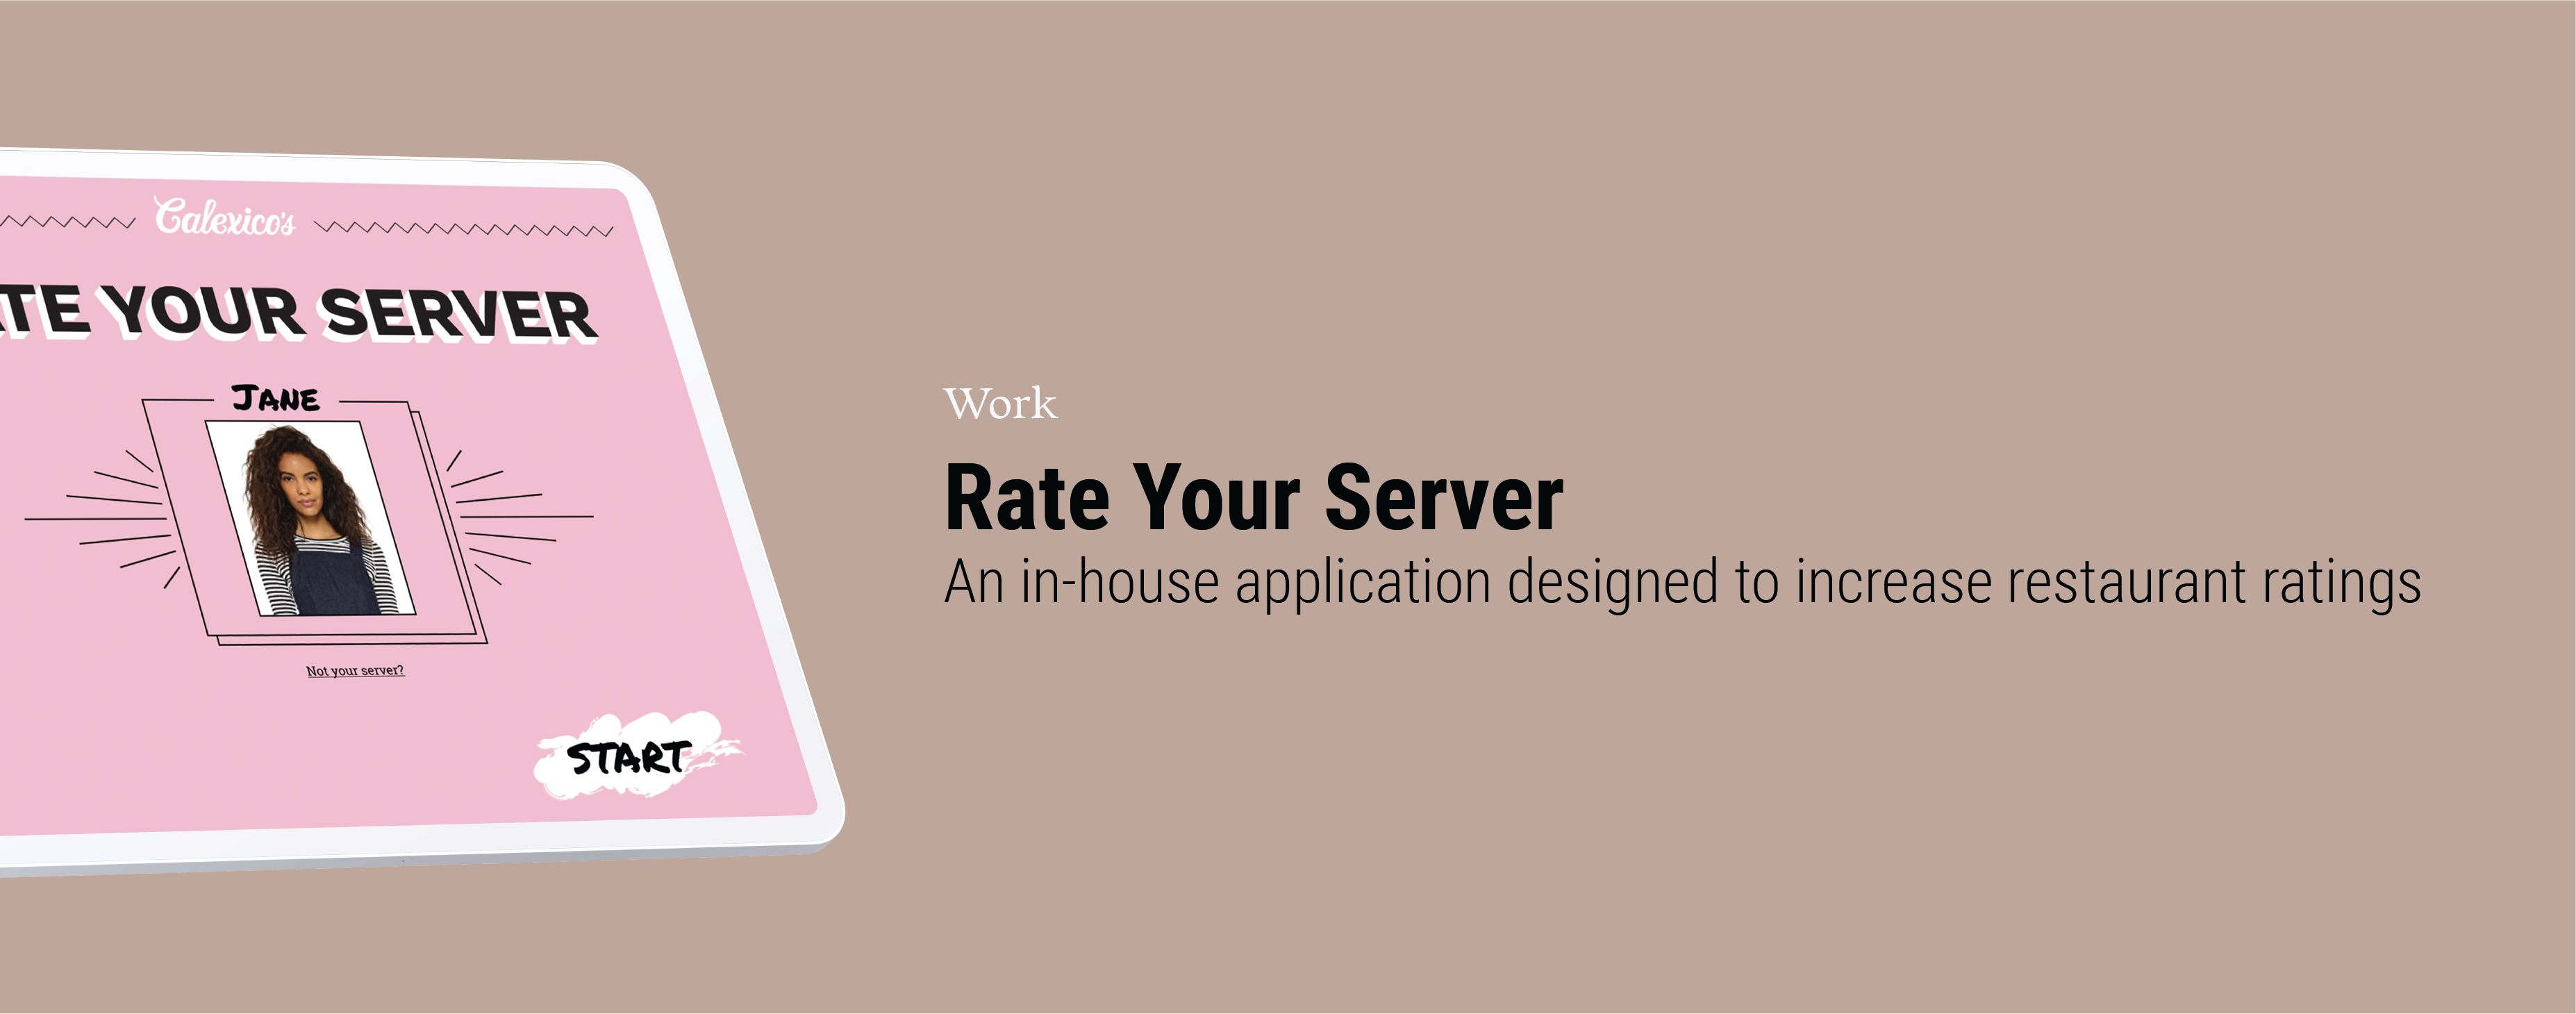 Calexico's
ATE YOUR SERVER
JANE
Not your server?
START
Work
Rate Your Server
An in-house application designed to increase restaurant ratings